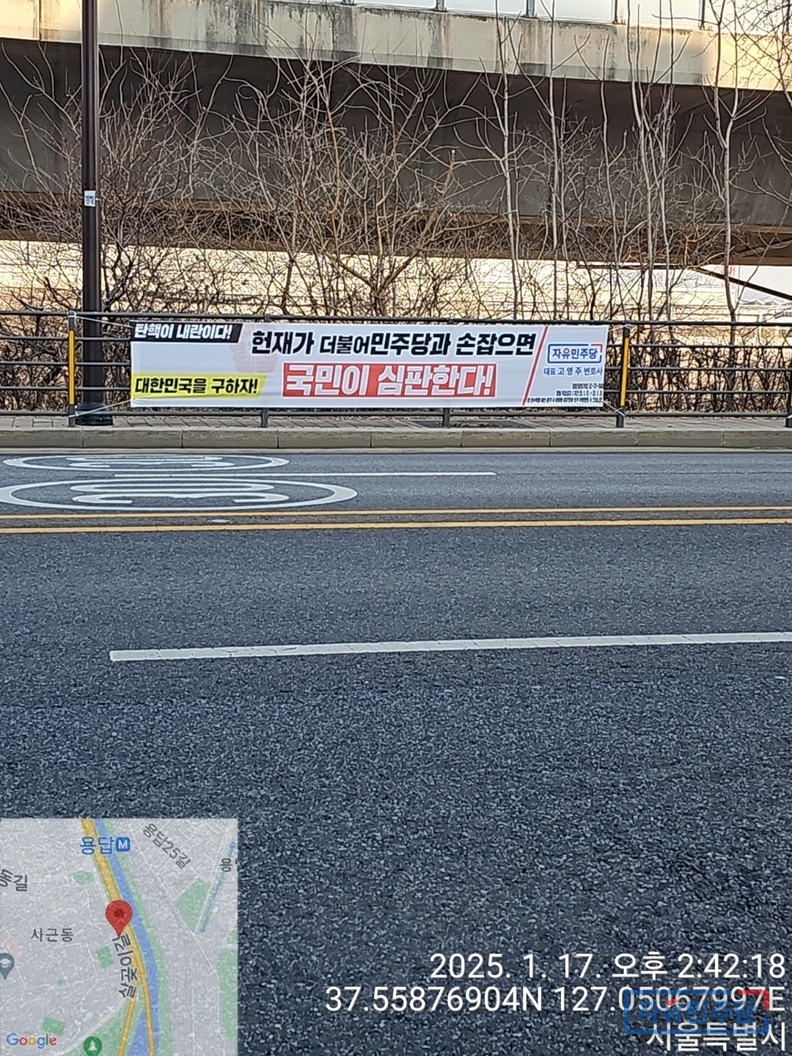 탄핵이 내란이다!
대한민국을 구하자!
헌재가 더불어민주당과 손잡으면
국민이 심판한다!
자유민주당
대표 고영주 변호사
용답
용답25길
길
사근동
살곶이길
Google
2025. 1. 17. 오후 2:42:18
37.55876904N 127.05067997E
서울특별시